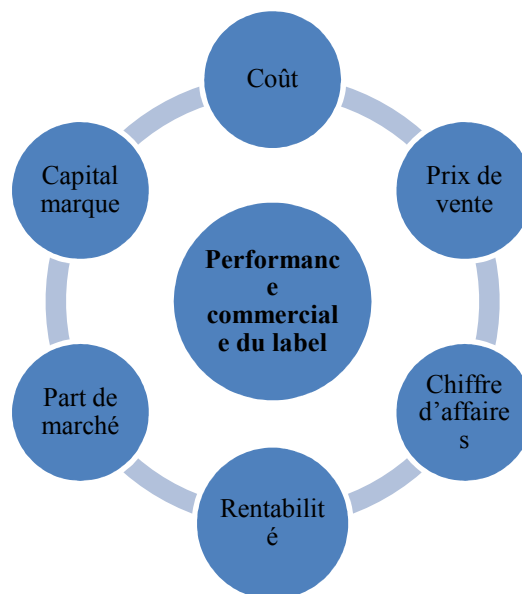 Coût
Capital
marque
Prix de
vente
Performanc
e
commercial
e du label
Part de
marché
Chiffre
d’affaire
s
Rentabilit
é